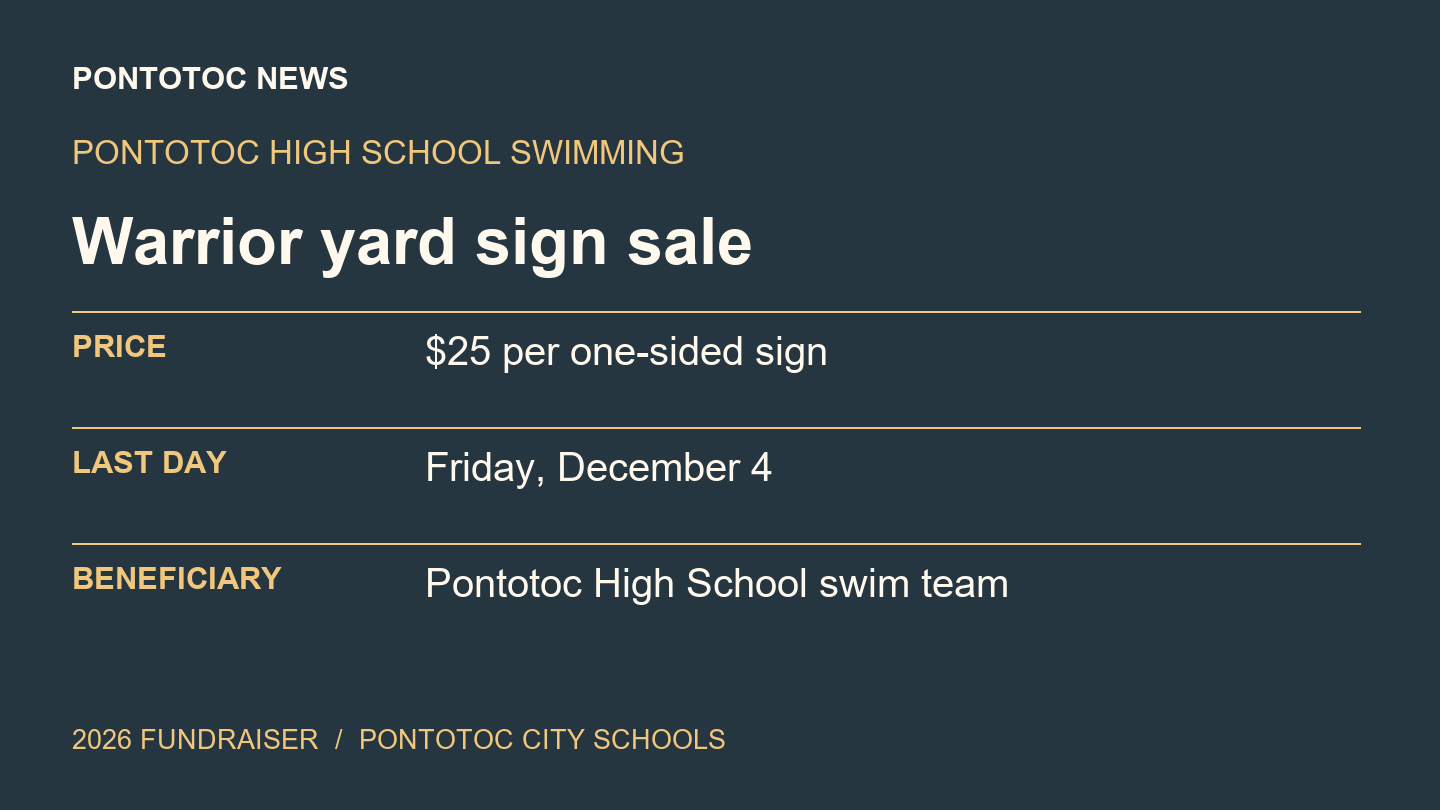 PONTOTOC NEWS
PONTOTOC HIGH SCHOOL SWIMMING
Warrior yard sign sale
PRICE $25 per one-sided sign
LAST DAY Friday, December 4
BENEFICIARY Pontotoc High School swim team
2026 FUNDRAISER / PONTOTOC CITY SCHOOLS